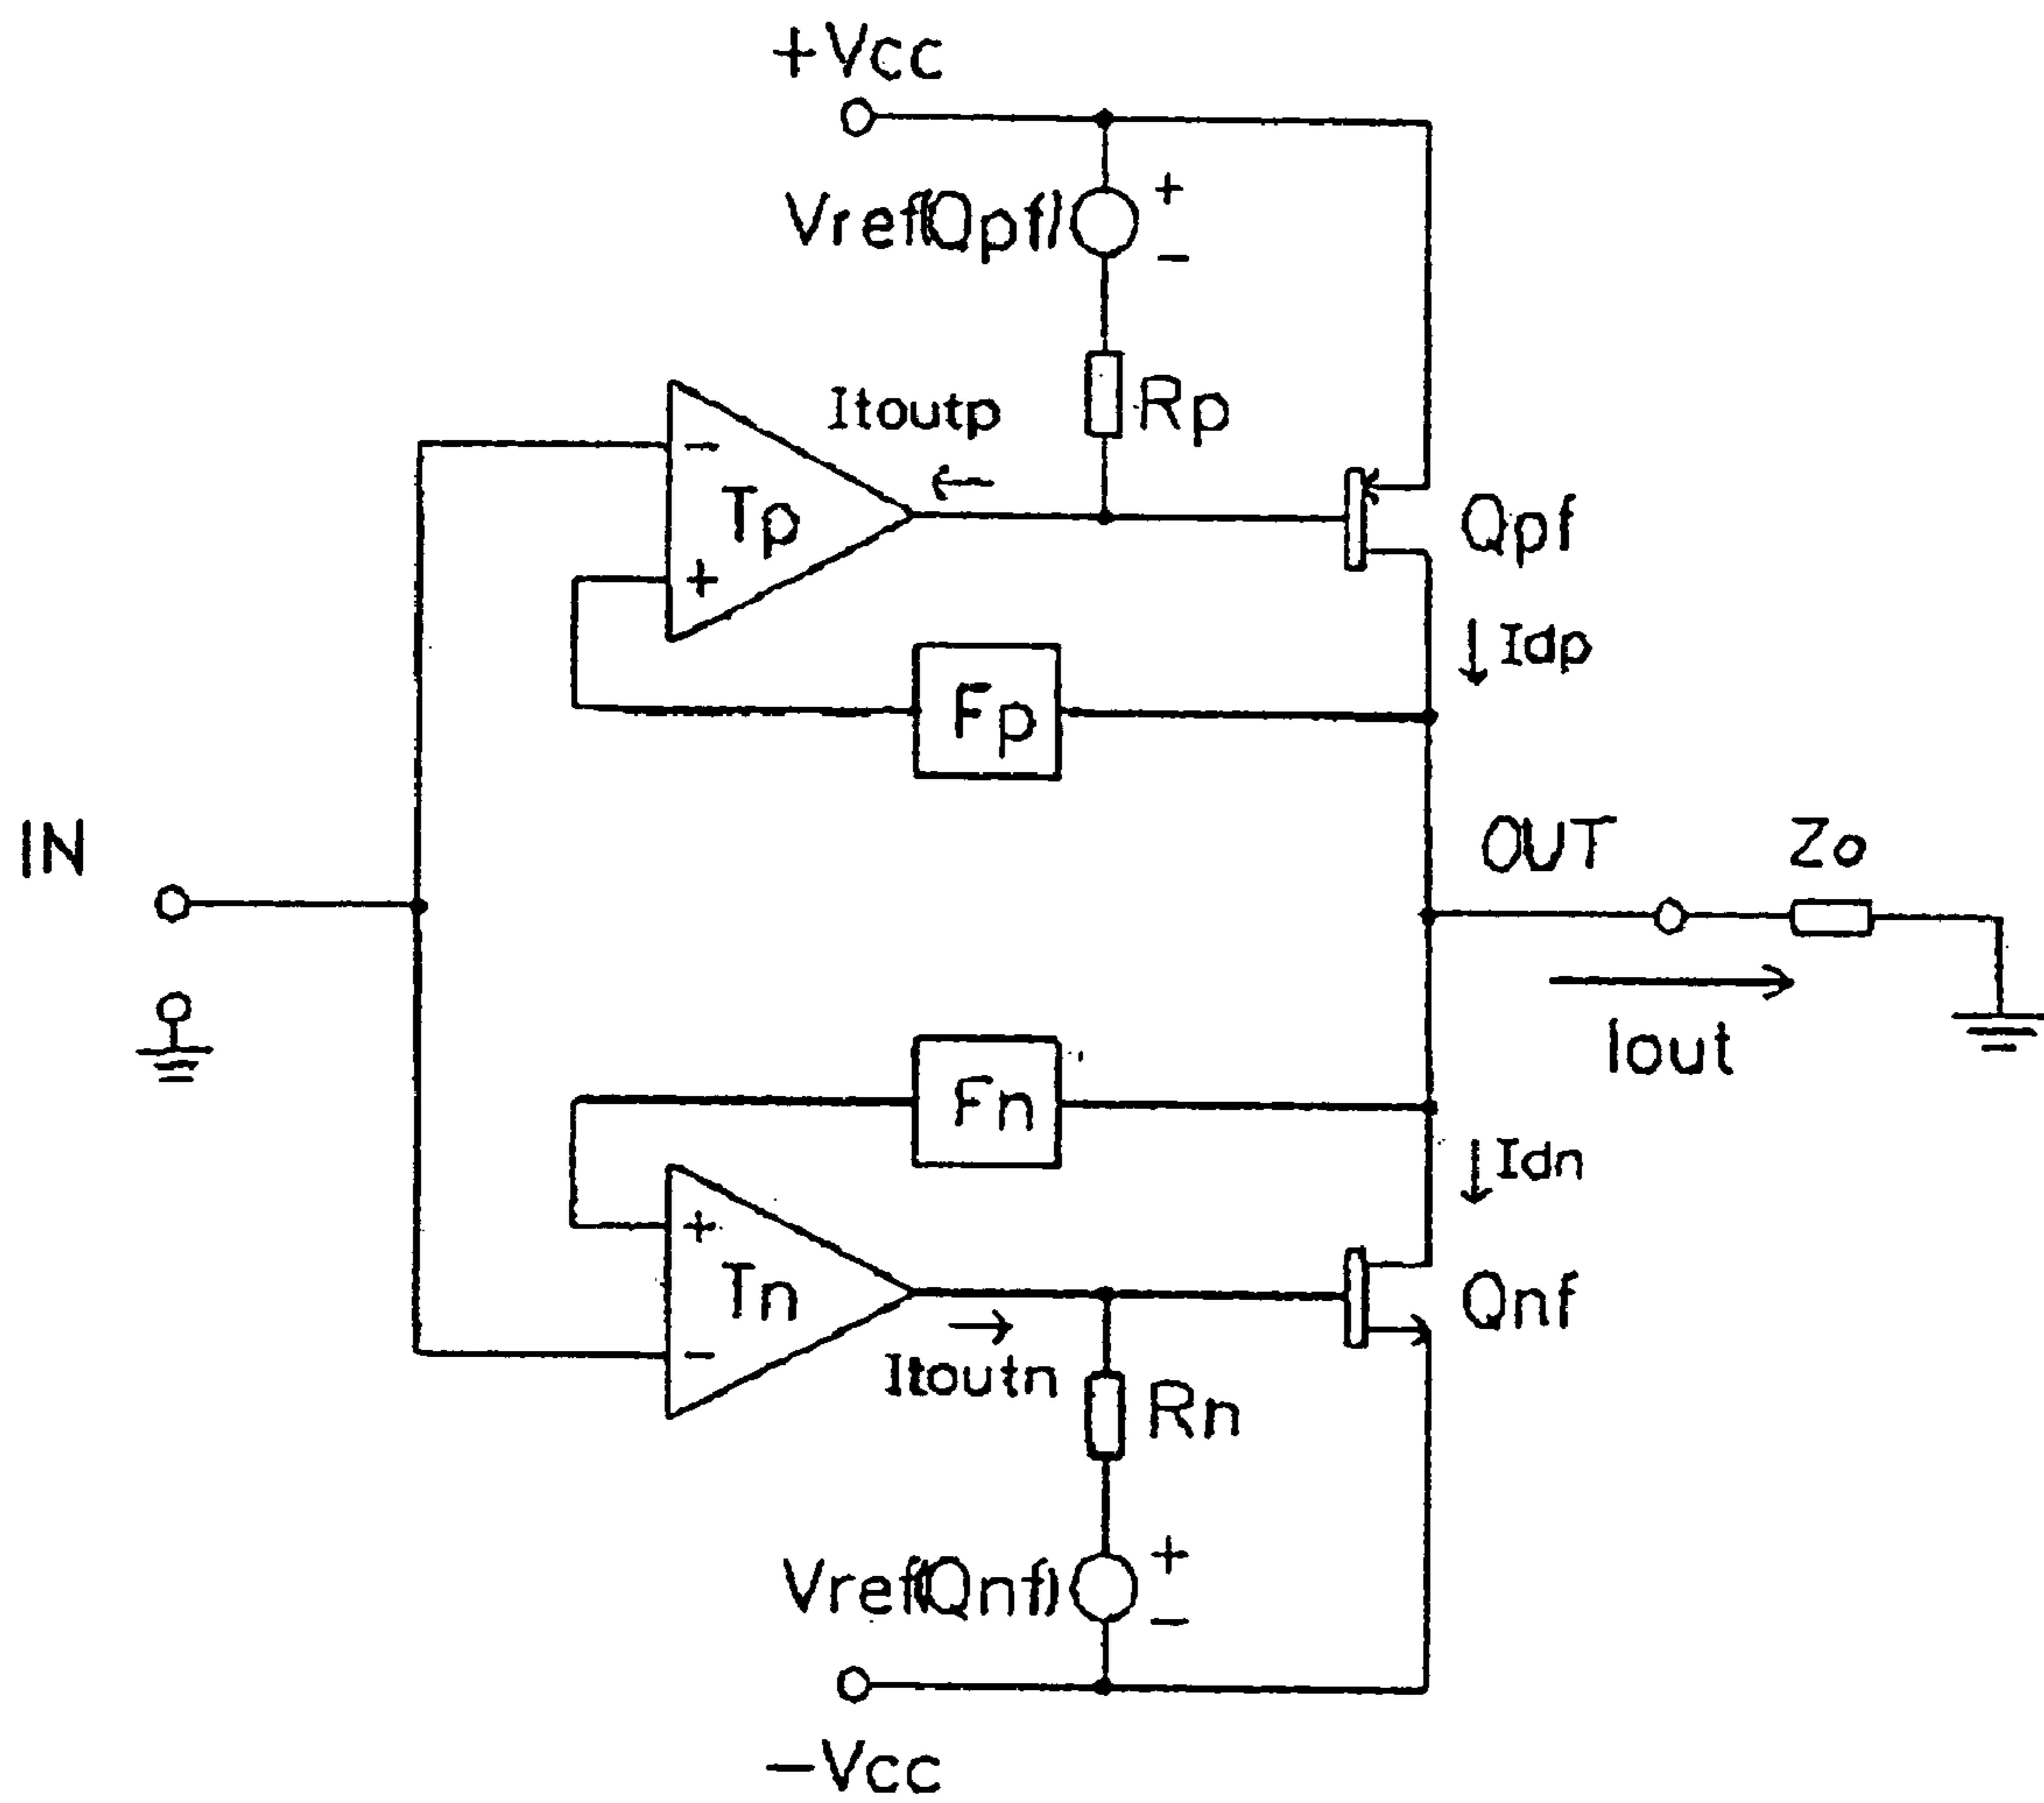 +Vcc
Vref(Qpf)
+
−
Rp
Itoutp
−
Tp
+
Qpf
Idp
Fp
IN
OUT
Zo
Iout
Fn
Idn
+
Tn
−
Itoutn
Qnf
Rn
Vref(Qnf)
+
−
−Vcc